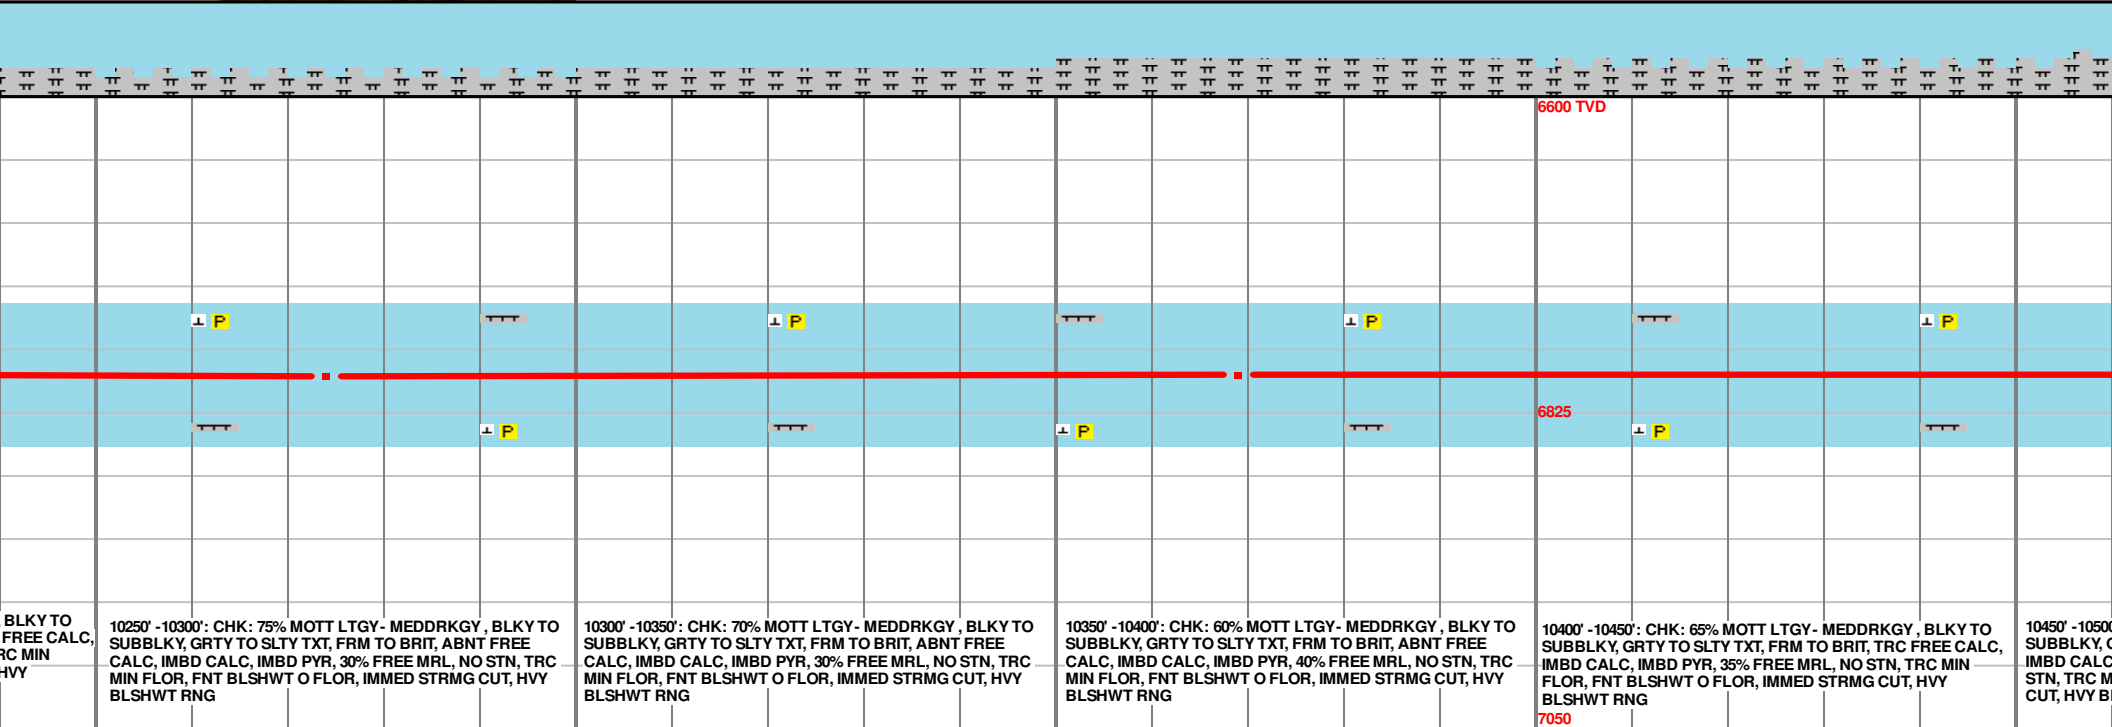 6600 TVD
P
P
P
P
6825
P
P
P
BLKY TO
FREE CALC,
RC MIN
HVY
10250' -10300': CHK: 75% MOTT LTGY- MEDDRKGY , BLKY TO
SUBBLKY, GRTY TO SLTY TXT, FRM TO BRIT, ABNT FREE
CALC, IMBD CALC, IMBD PYR, 30% FREE MRL, NO STN, TRC
MIN FLOR, FNT BLSHWT O FLOR, IMMED STRMG CUT, HVY
BLSHWT RNG
10300' -10350': CHK: 70% MOTT LTGY- MEDDRKGY , BLKY TO
SUBBLKY, GRTY TO SLTY TXT, FRM TO BRIT, ABNT FREE
CALC, IMBD CALC, IMBD PYR, 30% FREE MRL, NO STN, TRC
MIN FLOR, FNT BLSHWT O FLOR, IMMED STRMG CUT, HVY
BLSHWT RNG
10350' -10400': CHK: 60% MOTT LTGY- MEDDRKGY , BLKY TO
SUBBLKY, GRTY TO SLTY TXT, FRM TO BRIT, ABNT FREE
CALC, IMBD CALC, IMBD PYR, 40% FREE MRL, NO STN, TRC
MIN FLOR, FNT BLSHWT O FLOR, IMMED STRMG CUT, HVY
BLSHWT RNG
10400' -10450': CHK: 65% MOTT LTGY- MEDDRKGY , BLKY TO
SUBBLKY, GRTY TO SLTY TXT, FRM TO BRIT, TRC FREE CALC,
IMBD CALC, IMBD PYR, 35% FREE MRL, NO STN, TRC MIN
FLOR, FNT BLSHWT O FLOR, IMMED STRMG CUT, HVY
BLSHWT RNG
7050
10450' -10500
SUBBLKY, G
IMBD CALC
STN, TRC M
CUT, HVY B